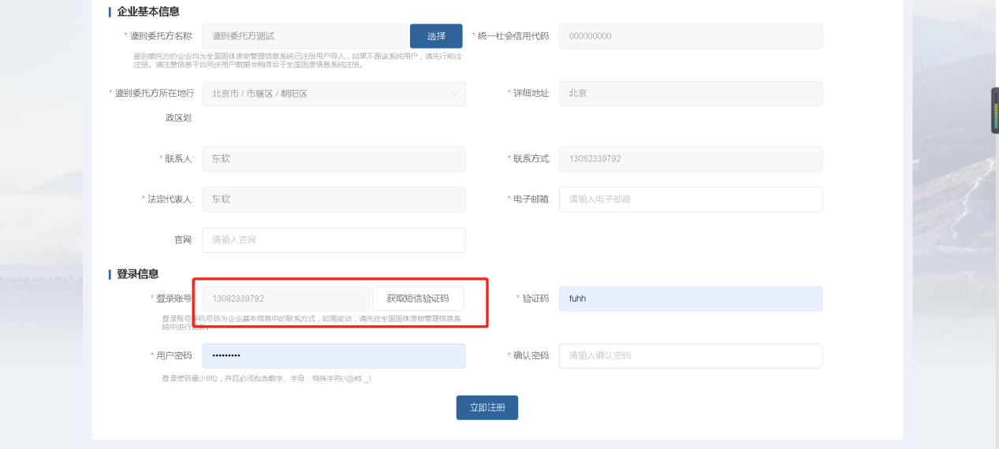 企业基本信息
* 鉴别委托方名称: 鉴别委托方测试 选择 * 统一社会信用代码: 000000000
鉴别委托方的企业均为全国固体废物管理信息系统已注册用户导入，如果不是该系统用户，请先行前往
注册。请注意信息平台同步用户数据会稍滞后于全国固废信息系统注册。
* 鉴别委托方所在地行 北京市 / 市辖区 / 朝阳区 * 详细地址: 北京
政区划:
* 联系人: 东软 * 联系方式: 13082339792
* 法定代表人: 东软 * 电子邮箱: 请输入电子邮箱
官网: 请输入官网
登录信息
* 登录账号: 13082339792 获取短信验证码 * 验证码: fuhh
登录账号手机号码为企业基本信息中的联系方式，如需变动，请先在全国固体废物管理信息系
统中进行更新。
* 用户密码: ••••••••• * 确认密码: 请输入确认密码
登录密码最少8位，并且必须包含数字、字母、特殊字符(!@#$._)
立即注册